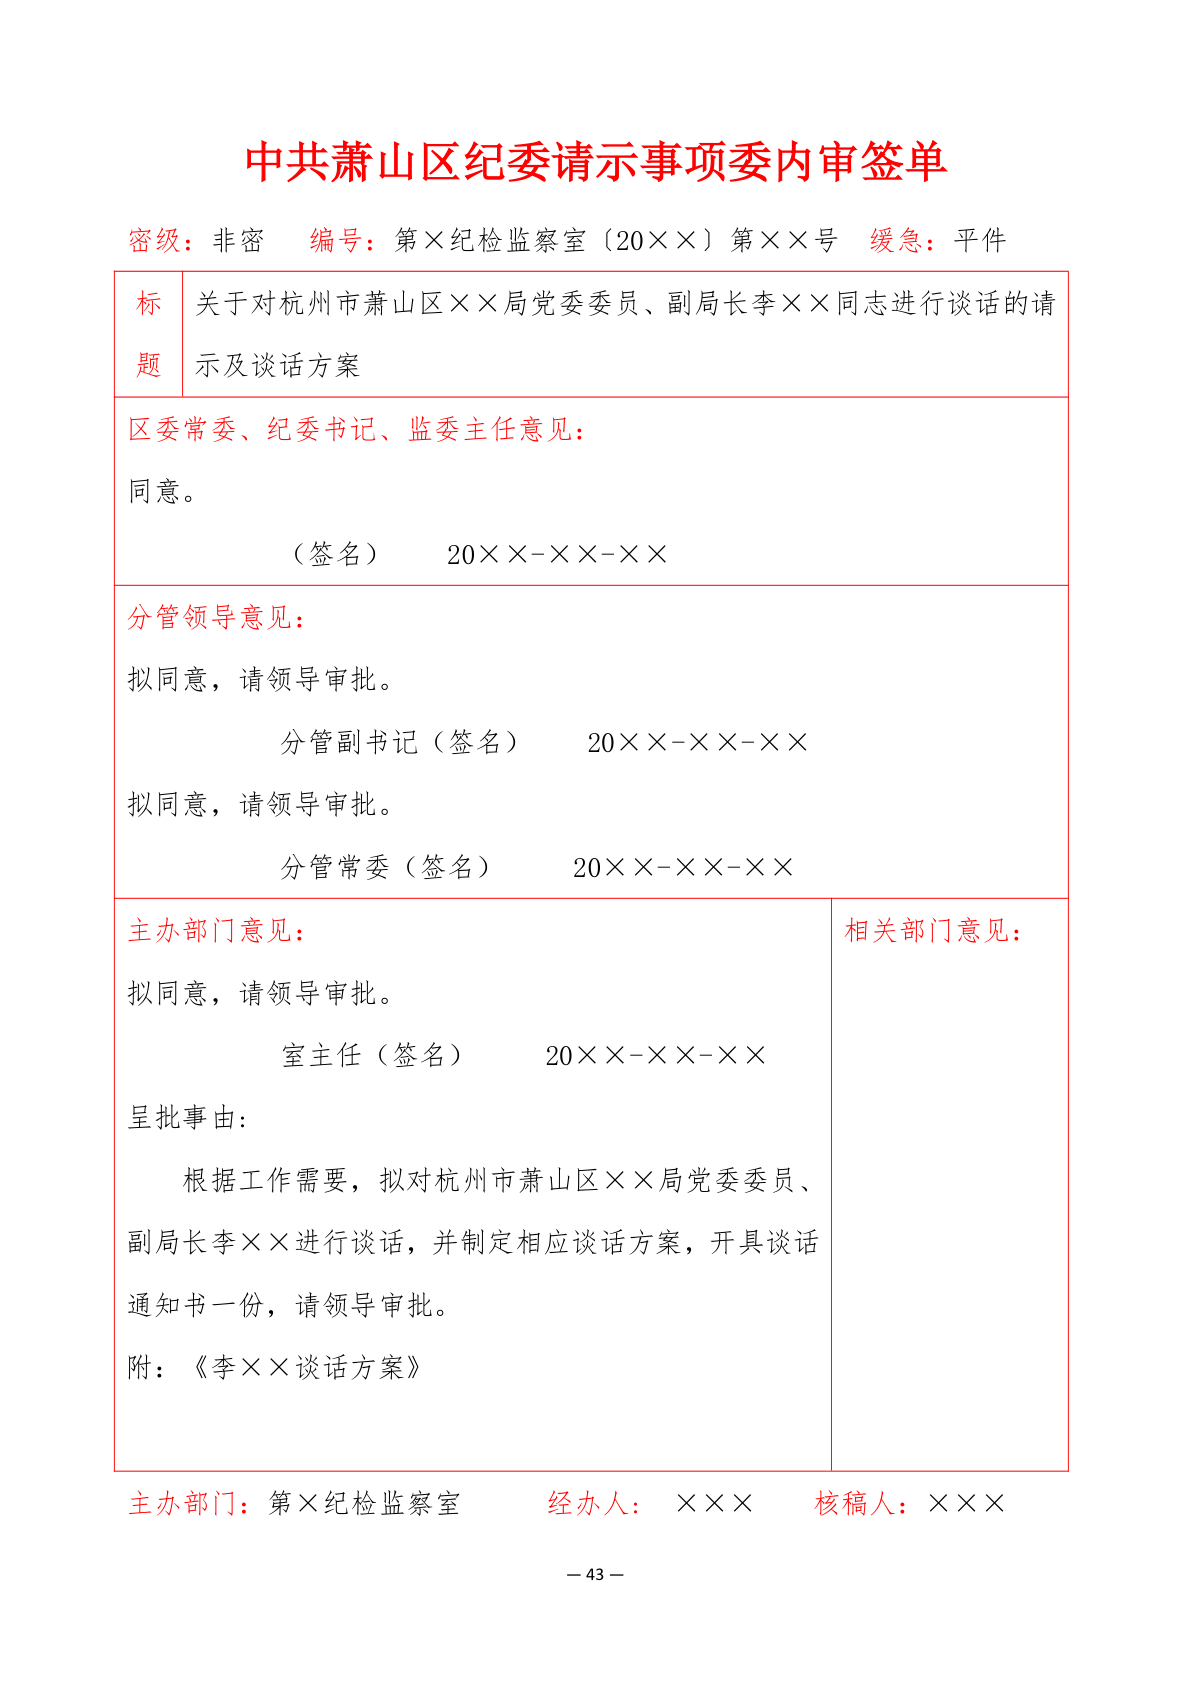 中共萧山区纪委请示事项委内审签单
密级：非密 编号：第×纪检监察室〔20××〕第××号 缓急：平件
标题
关于对杭州市萧山区××局党委委员、副局长李××同志进行谈话的请
示及谈话方案
区委常委、纪委书记、监委主任意见：
同意。
（签名） 20××-××-××
分管领导意见：
拟同意，请领导审批。
分管副书记（签名） 20××-××-××
拟同意，请领导审批。
分管常委（签名） 20××-××-××
主办部门意见：
拟同意，请领导审批。
室主任（签名） 20××-××-××
呈批事由:
根据工作需要，拟对杭州市萧山区××局党委委员、
副局长李××进行谈话，并制定相应谈话方案，开具谈话
通知书一份，请领导审批。
附：《李××谈话方案》
相关部门意见：
主办部门：第×纪检监察室 经办人： ××× 核稿人：×××
— 43 —